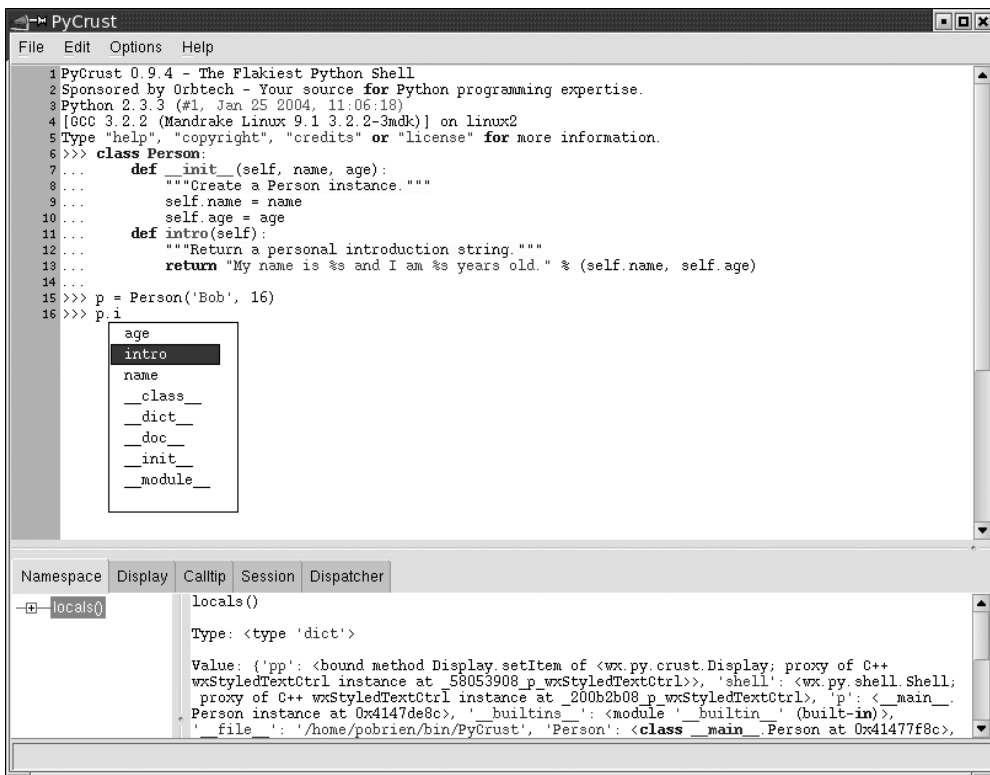 PyCrust
File Edit Options Help
1 PyCrust 0.9.4 - The Flakiest Python Shell
2 Sponsored by Orbtech - Your source for Python programming expertise.
3 Python 2.3.3 (#1, Jan 25 2004, 11:06:18)
4 [GCC 3.2.2 (Mandrake Linux 9.1 3.2.2-3mdk)] on linux2
5 Type "help", "copyright", "credits" or "license" for more information.
6 >>> class Person:
7 ...     def __init__(self, name, age):
8 ...         """Create a Person instance."""
9 ...         self.name = name
10 ...         self.age = age
11 ...     def intro(self):
12 ...         """Return a personal introduction string."""
13 ...         return "My name is %s and I am %s years old." % (self.name, self.age)
14 ...
15 >>> p = Person('Bob', 16)
16 >>> p.i
age
intro
name
__class__
__dict__
__doc__
__init__
__module__
Namespace Display Calltip Session Dispatcher
locals()
locals()
Type: <type 'dict'>
Value: {'pp': <bound method Display.setItem of <wx.py.crust.Display; proxy of C++
wxStyledTextCtrl instance at _58053908_p_wxStyledTextCtrl>>, 'shell': <wx.py.shell.Shell;
proxy of C++ wxStyledTextCtrl instance at _200b2b08_p_wxStyledTextCtrl>, 'p': <__main__.
Person instance at 0x4147de8c>, '__builtins__': <module '__builtin__' (built-in)>,
'__file__': '/home/pobrien/bin/PyCrust', 'Person': <class __main__.Person at 0x41477f8c>,